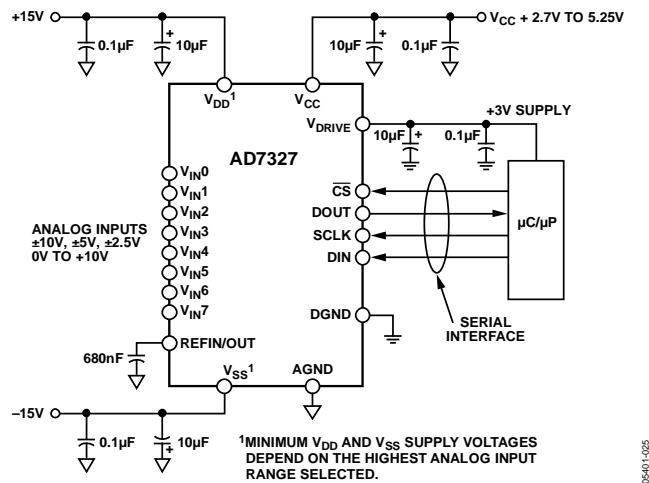 +15V
0.1µF
10µF
+
10µF
+
0.1µF
VCC + 2.7V TO 5.25V
VDD1
VCC
VDRIVE
+3V SUPPLY
10µF
+
0.1µF
AD7327
VIN0
VIN1
VIN2
VIN3
VIN4
VIN5
VIN6
VIN7
ANALOG INPUTS
±10V, ±5V, ±2.5V
0V TO +10V
CS
DOUT
SCLK
DIN
µC/µP
DGND
SERIAL
INTERFACE
REFIN/OUT
680nF
VSS1
AGND
–15V
0.1µF
10µF
+
1MINIMUM VDD AND VSS SUPPLY VOLTAGES
DEPEND ON THE HIGHEST ANALOG INPUT
RANGE SELECTED.
05401-025